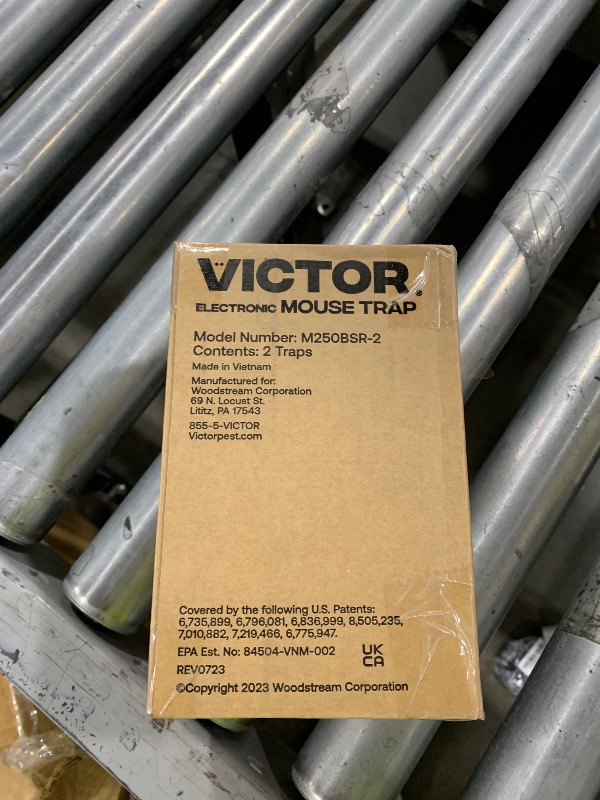 VICTOR®
ELECTRONIC MOUSE TRAP
Model Number: M250BSR-2
Contents: 2 Traps
Made in Vietnam
Manufactured for:
Woodstream Corporation
69 N. Locust St.
Lititz, PA 17543
855-5-VICTOR
Victorpest.com
Covered by the following U.S. Patents:
6,735,899, 6,796,081, 6,836,999, 8,505,235,
7,010,882, 7,219,466, 6,775,947.
EPA Est. No: 84504-VNM-002
UK
CA
REV0723
©Copyright 2023 Woodstream Corporation